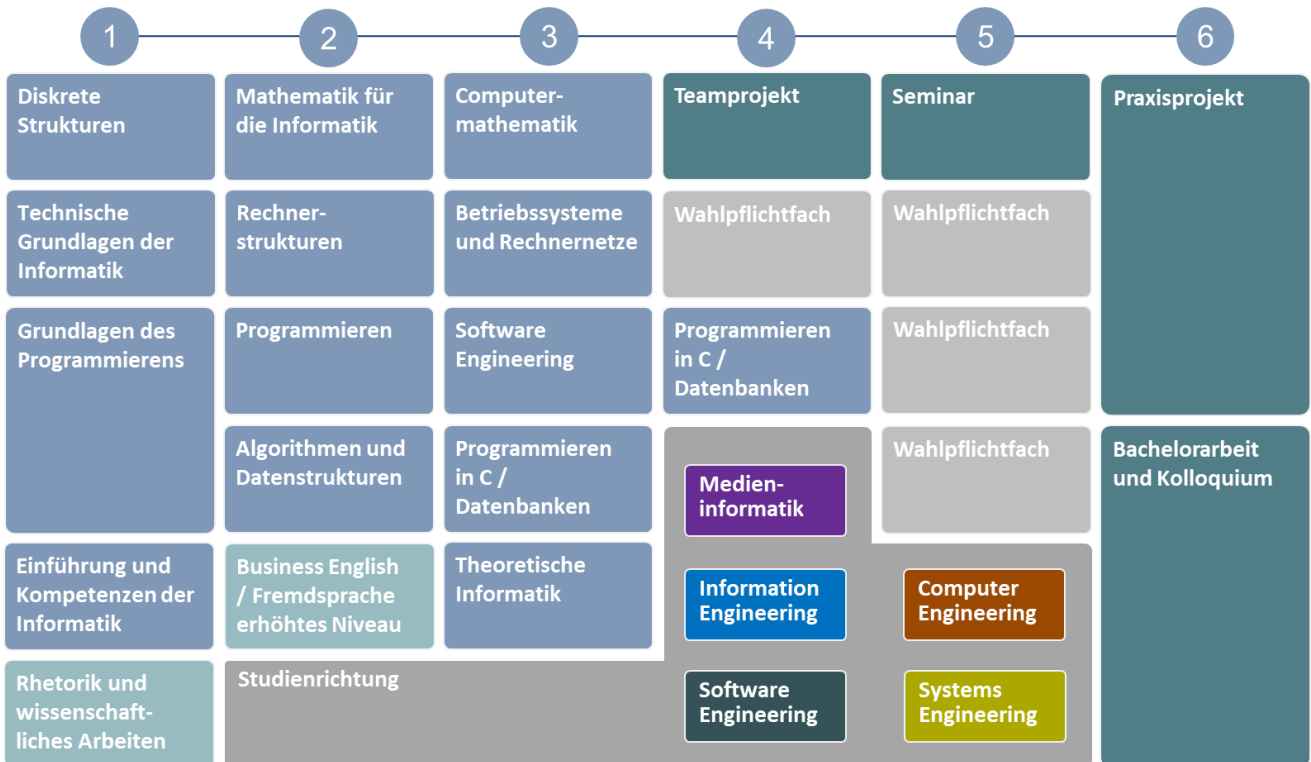 1
2
3
4
5
6
Diskrete
Strukturen
Mathematik für
die Informatik
Computer-
mathematik
Teamprojekt
Seminar
Praxisprojekt
Technische
Grundlagen der
Informatik
Rechner-
strukturen
Betriebssysteme
und Rechnernetze
Wahlpflichtfach
Wahlpflichtfach
Grundlagen des
Programmierens
Programmieren
Software
Engineering
Programmieren
in C /
Datenbanken
Wahlpflichtfach
Algorithmen und
Datenstrukturen
Programmieren
in C /
Datenbanken
Medien-
informatik
Wahlpflichtfach
Bachelorarbeit
und Kolloquium
Einführung und
Kompetenzen der
Informatik
Business English
/ Fremdsprache
erhöhtes Niveau
Theoretische
Informatik
Information
Engineering
Computer
Engineering
Rhetorik und
wissenschaft-
liches Arbeiten
Studienrichtung
Software
Engineering
Systems
Engineering